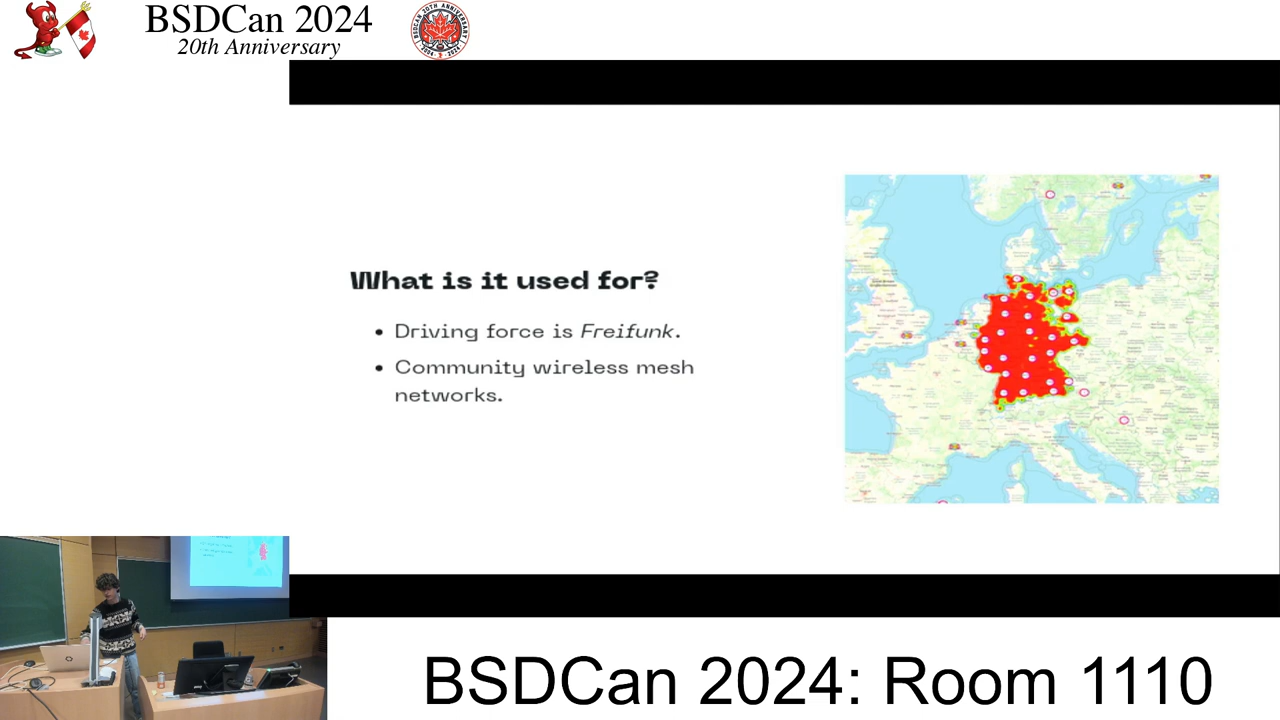 BSDCan 2024
20th Anniversary
What is it used for?
• Driving force is Freifunk.
• Community wireless mesh
networks.
BSDCan 2024: Room 1110